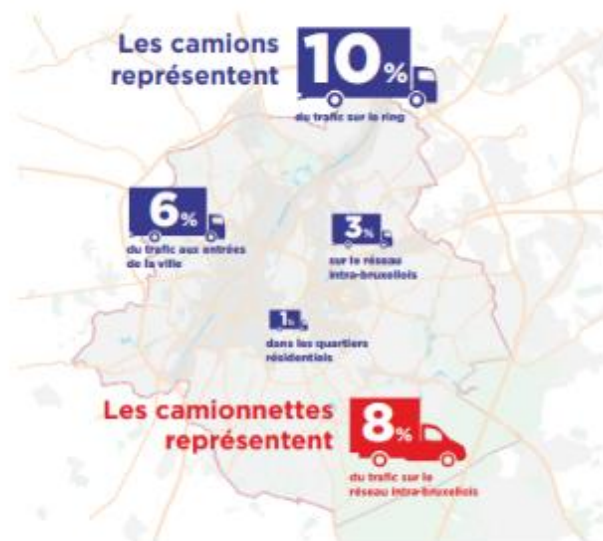 Les camions
représentent
10%
du trafic sur le ring
6%
du trafic aux entrées
de la ville
3%
sur le réseau
intra-bruxellois
1%
dans les quartiers
résidentiels
Les camionnettes
représentent
8%
du trafic sur le
réseau intra-bruxellois